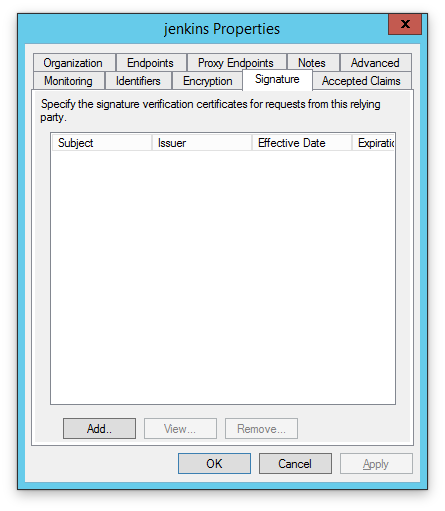 jenkins Properties
x
Organization Endpoints Proxy Endpoints Notes Advanced
Monitoring Identifiers Encryption Signature Accepted Claims
Specify the signature verification certificates for requests from this relying
party.
Subject Issuer Effective Date Expiratic
Add.. View... Remove...
OK Cancel Apply